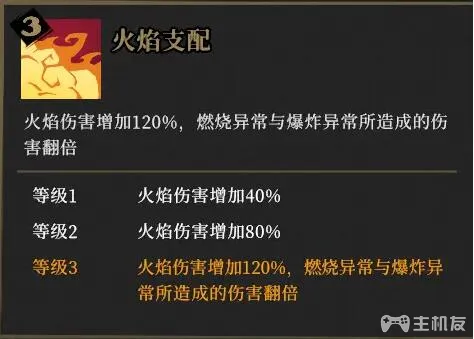 3
火焰支配
火焰伤害增加120%，燃烧异常与爆炸异常所造成的伤
害翻倍
等级1 火焰伤害增加40%
等级2 火焰伤害增加80%
等级3 火焰伤害增加120%，燃烧异常与爆炸异
常所造成的伤害翻倍
主机友